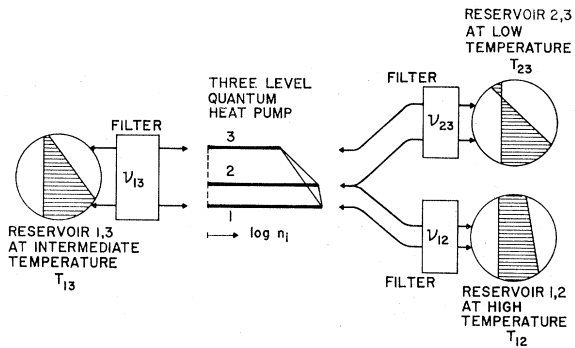 RESERVOIR 2,3
AT LOW
TEMPERATURE
T23
FILTER
ν23
THREE LEVEL
QUANTUM
HEAT PUMP
3
2
1
log ni
FILTER
ν13
RESERVOIR 1,3
AT INTERMEDIATE
TEMPERATURE
T13
ν12
FILTER
RESERVOIR 1,2
AT HIGH
TEMPERATURE
T12